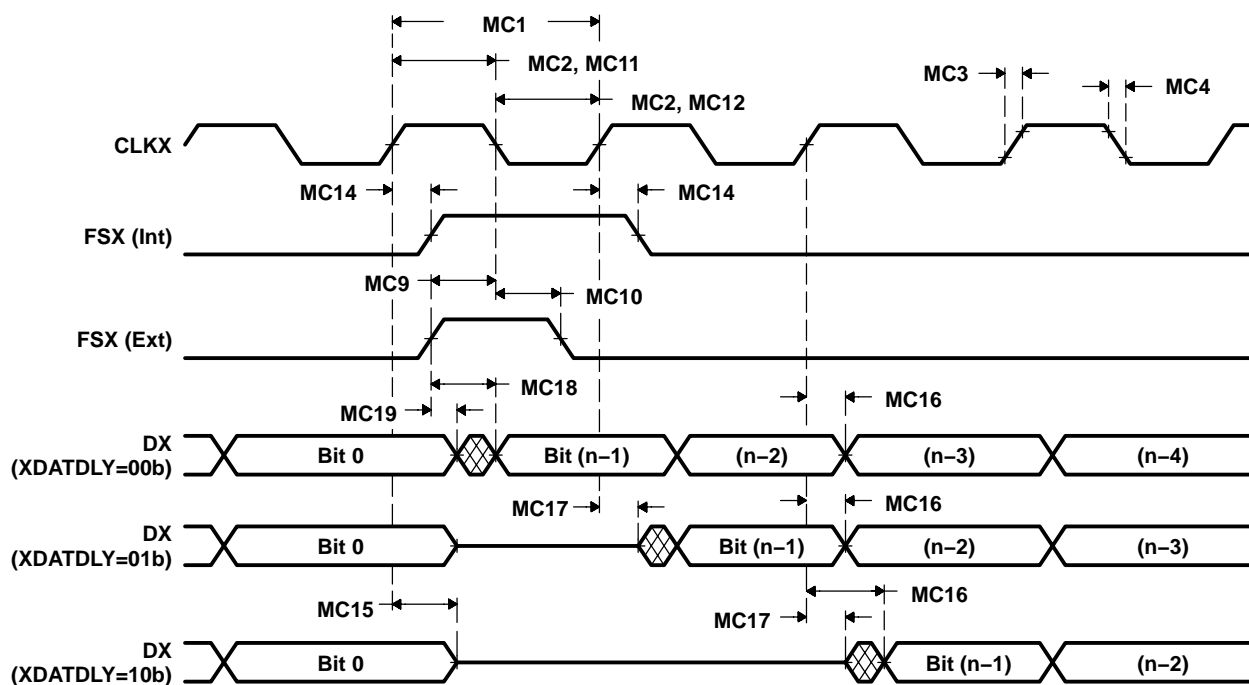 MC1
MC2, MC11
MC3
MC4
MC2, MC12
CLKX
MC14
MC14
FSX (Int)
MC9
MC10
FSX (Ext)
MC18
MC19
MC16
DX
(XDATDLY=00b)
Bit 0
Bit (n−1)
(n−2)
(n−3)
(n−4)
MC17
MC16
DX
(XDATDLY=01b)
Bit 0
Bit (n−1)
(n−2)
(n−3)
MC15
MC16
MC17
DX
(XDATDLY=10b)
Bit 0
Bit (n−1)
(n−2)